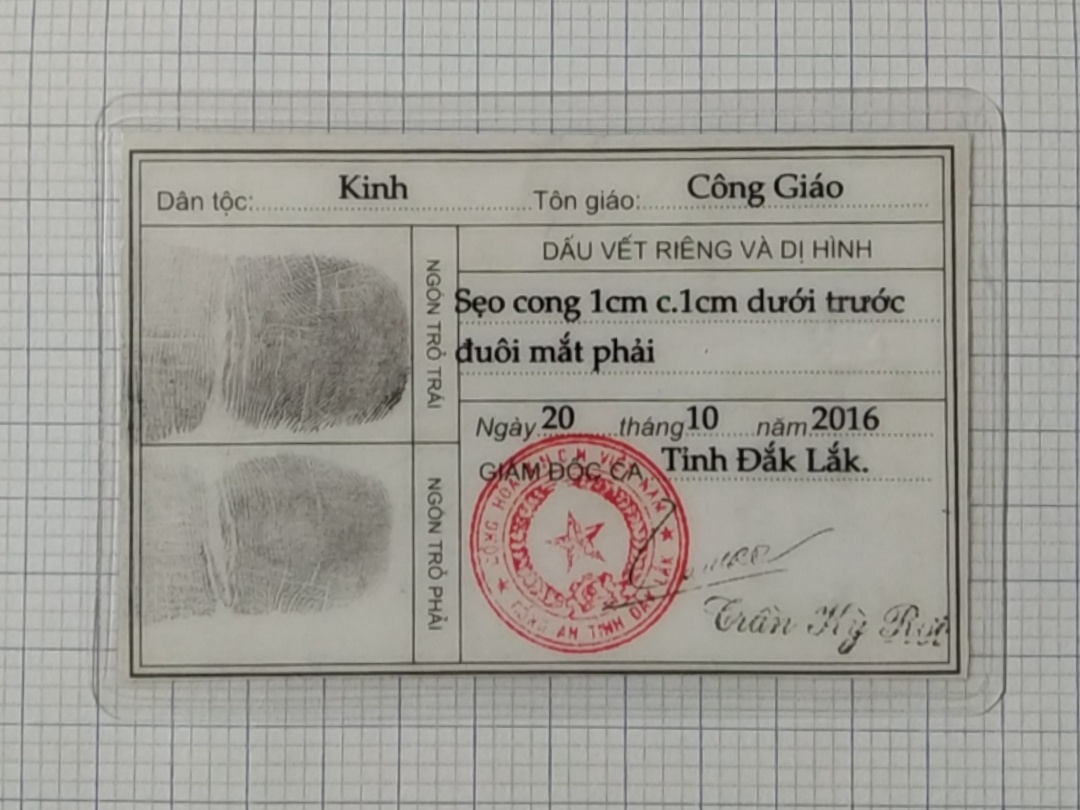 Dân tộc: Kinh Tôn giáo: Công Giáo
NGÓN TRỎ TRÁI
DẤU VẾT RIÊNG VÀ DỊ HÌNH
Sẹo cong 1cm c.1cm dưới trước
đuôi mắt phải
Ngày 20 tháng 10 năm 2016
GIÁM ĐỐC CA Tỉnh Đắk Lắk.
NGÓN TRỎ PHẢI
CỘNG HOÀ X.H.C.N VIỆT NAM
CÔNG AN TỈNH ĐẮK LẮK
Trần Kỳ Rơi